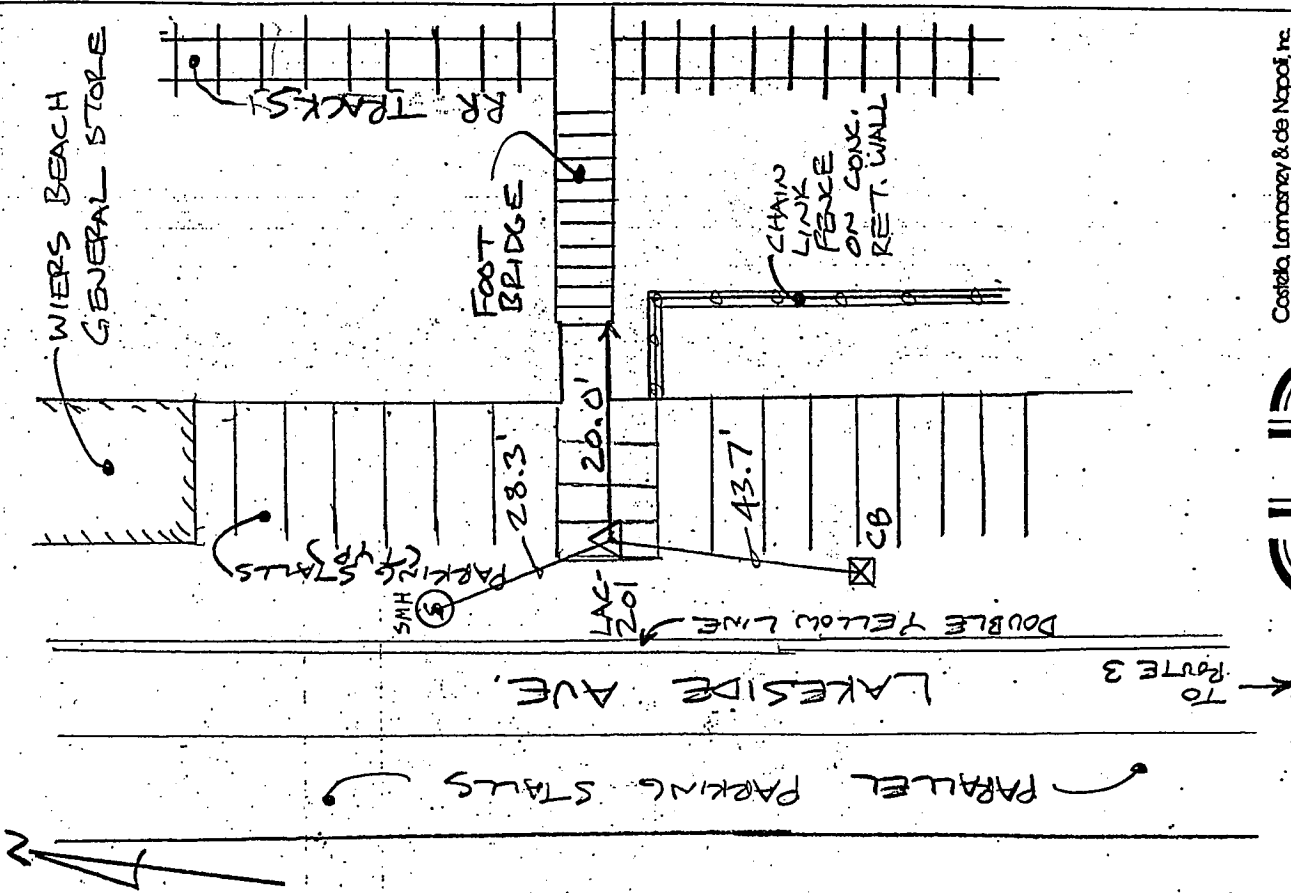 WIERS BEACH
GENERAL STORE
RR TRACKS
FOOT
BRIDGE
CHAIN
LINK
FENCE
ON CONC.
RET. WALL
PARKING STALLS
(TYP)
28.3'
20.0'
43.7'
SMH
S
LAC-
201
CB
DOUBLE YELLOW LINE
LAKESIDE AVE.
TO
ROUTE 3
PARALLEL PARKING STALLS
N
Costello, Lomasney & de Napoli, Inc.